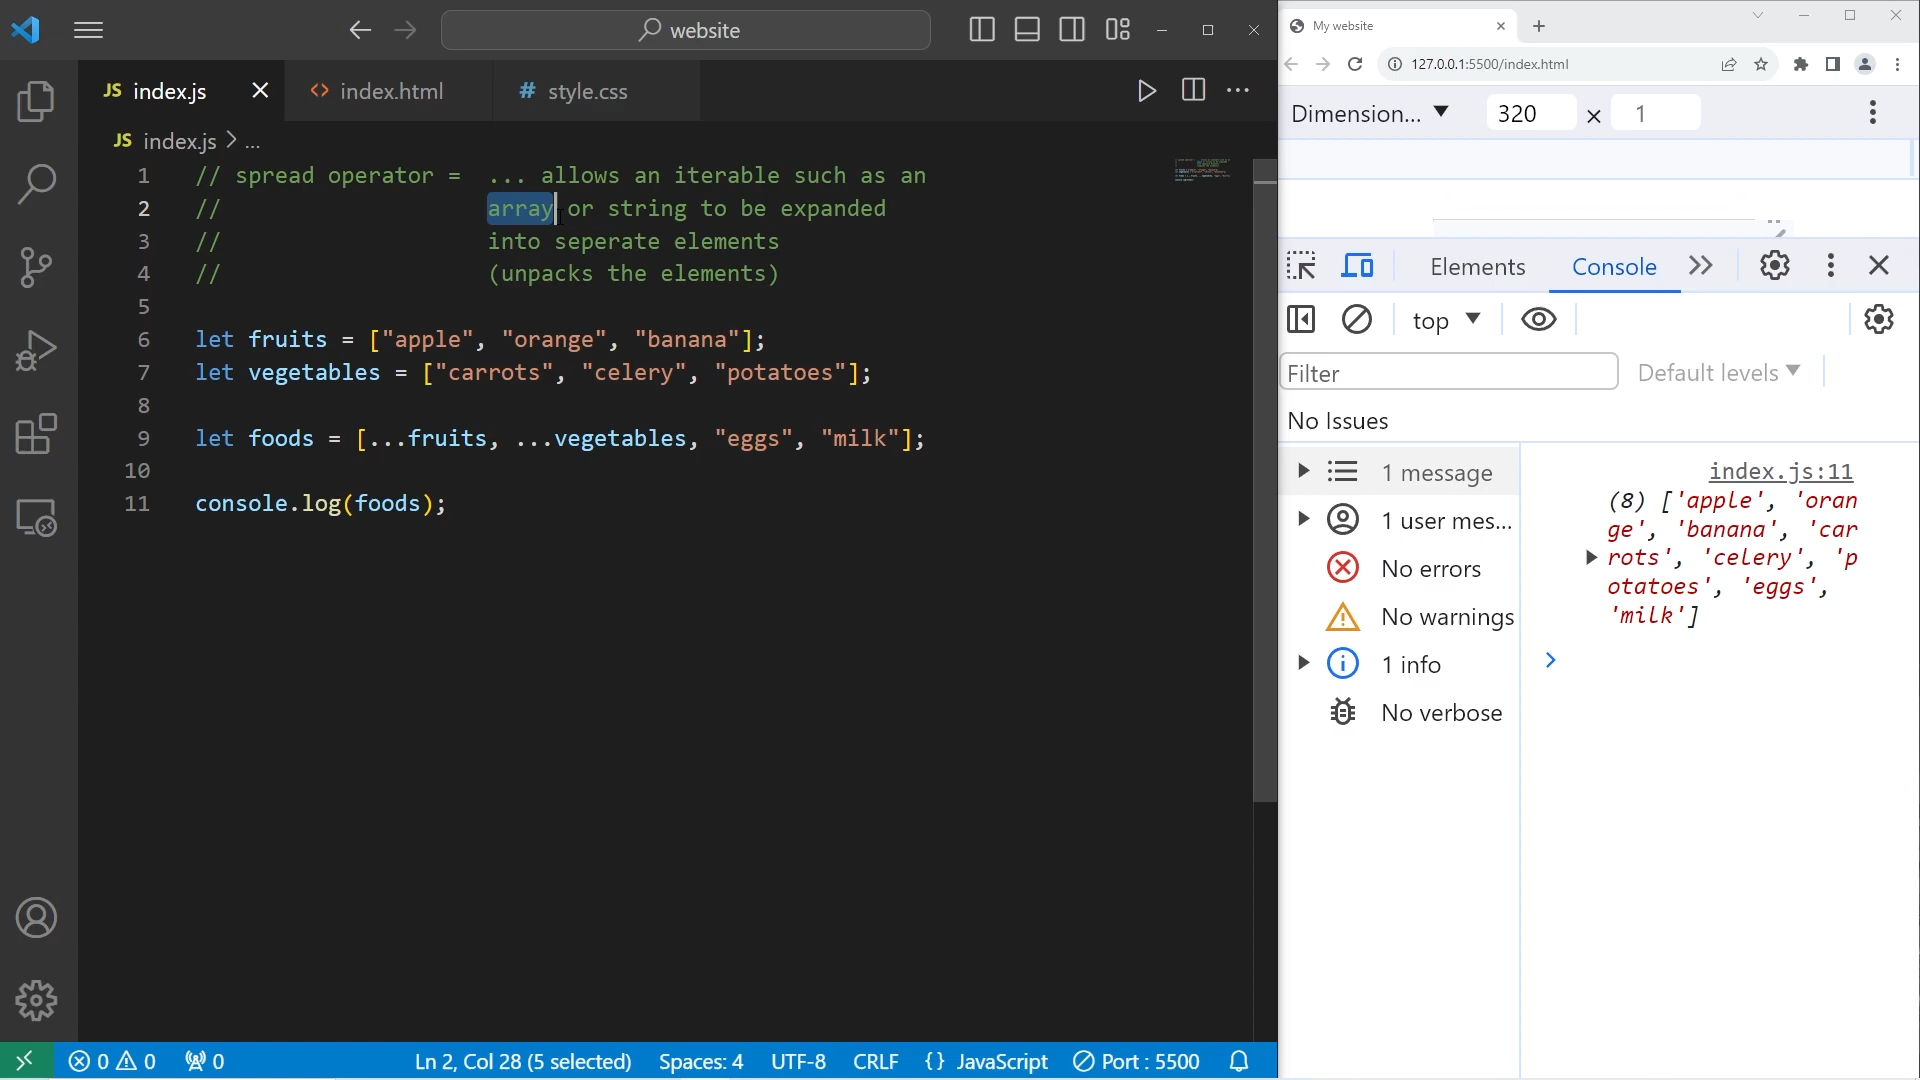 website
My website
127.0.0.1:5500/index.html
JS index.js
<> index.html
# style.css
JS index.js > ...
Dimension... 320 × 1
1 // spread operator =  ... allows an iterable such as an
2 //                    array or string to be expanded
3 //                    into seperate elements
4 //                    (unpacks the elements)
5
6 let fruits = ["apple", "orange", "banana"];
7 let vegetables = ["carrots", "celery", "potatoes"];
8
9 let foods = [...fruits, ...vegetables, "eggs", "milk"];
10
11 console.log(foods);
Elements Console
top
Filter Default levels
No Issues
1 message
1 user mes...
No errors
No warnings
1 info
No verbose
index.js:11
(8) ['apple', 'oran
ge', 'banana', 'car
rots', 'celery', 'p
otatoes', 'eggs',
'milk']
0 0 0 Ln 2, Col 28 (5 selected) Spaces: 4 UTF-8 CRLF {} JavaScript Port : 5500